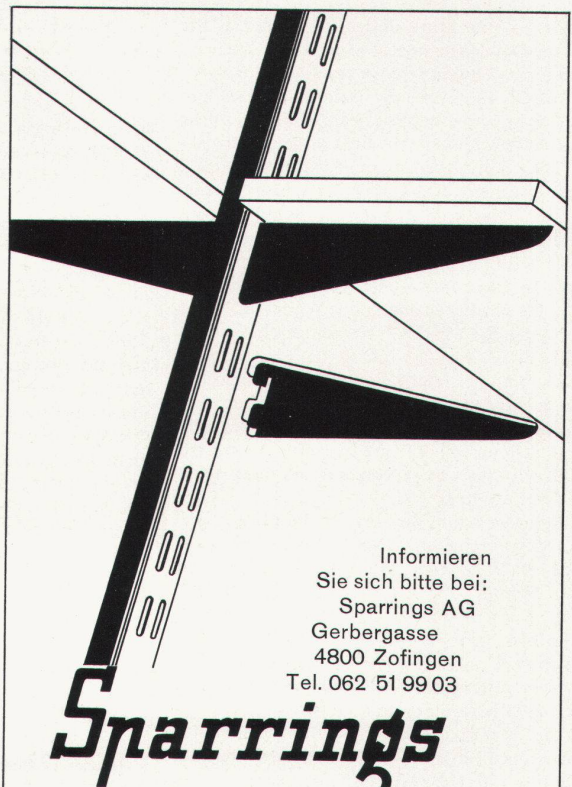 Informieren
Sie sich bitte bei:
Sparrings AG
Gerbergasse
4800 Zofingen
Tel. 062 51 99 03
Sparrings